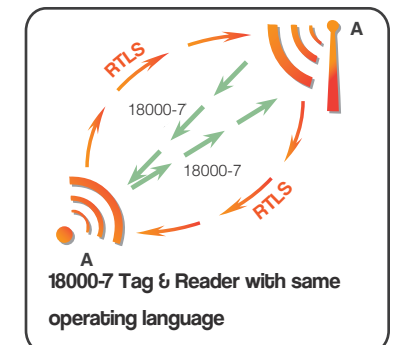 A
RTLS
18000-7
18000-7
RTLS
A
18000-7 Tag & Reader with same
operating language